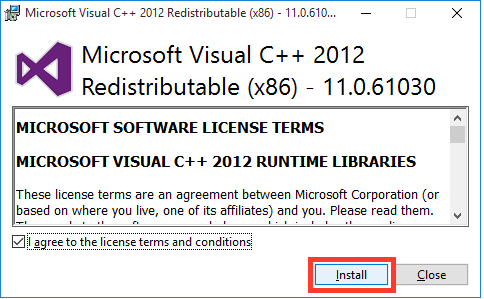 Microsoft Visual C++ 2012 Redistributable (x86) - 11.0.610...
Microsoft Visual C++ 2012
Redistributable (x86) - 11.0.61030
MICROSOFT SOFTWARE LICENSE TERMS
MICROSOFT VISUAL C++ 2012 RUNTIME LIBRARIES
These license terms are an agreement between Microsoft Corporation (or
based on where you live, one of its affiliates) and you. Please read them.
I agree to the license terms and conditions
Install
Close